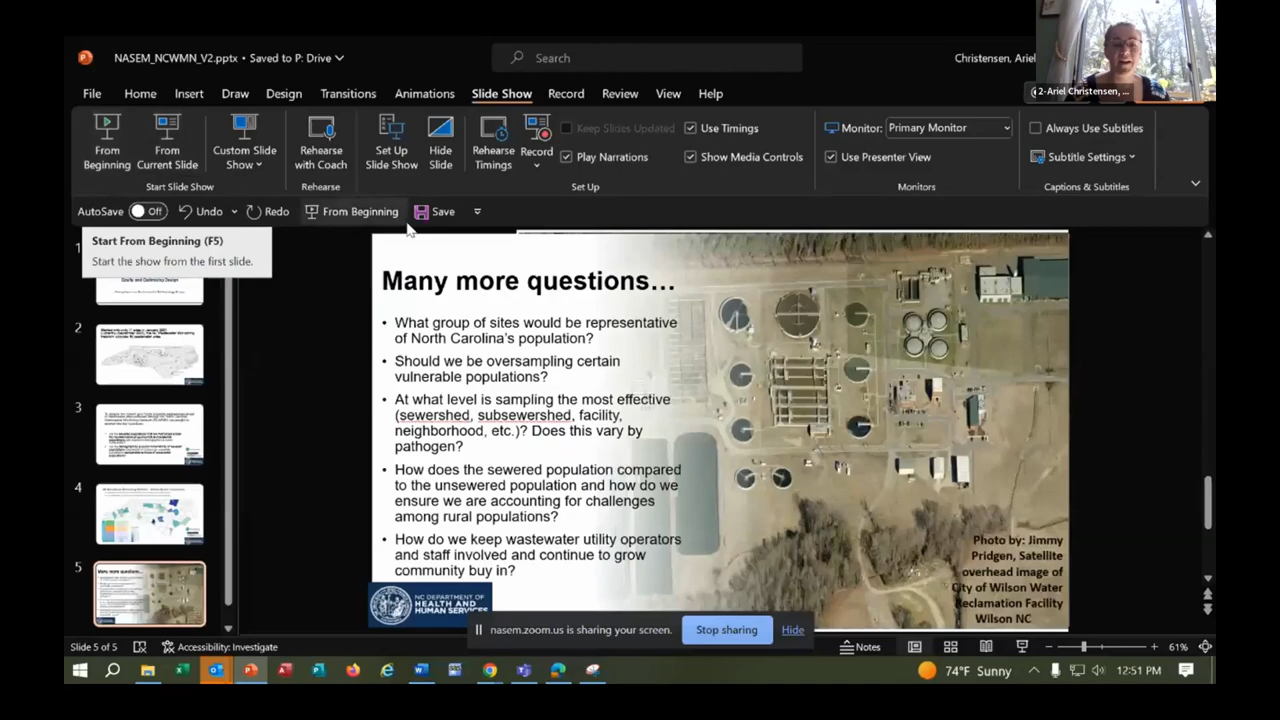 NASEM_NCWMN_V2.pptx • Saved to P: Drive
Search
Christensen, Ariel
2-Ariel Christensen, ...
File Home Insert Draw Design Transitions Animations Slide Show Record Review View Help
From Beginning
From Current Slide
Custom Slide Show
Rehearse with Coach
Set Up Slide Show
Hide Slide
Rehearse Timings
Record
Keep Slides Updated
Use Timings
Play Narrations
Show Media Controls
Monitor: Primary Monitor
Use Presenter View
Always Use Subtitles
Subtitle Settings
Start Slide Show
Rehearse
Set Up
Monitors
Captions & Subtitles
AutoSave Off Undo Redo From Beginning Save
Start From Beginning (F5)
Start the show from the first slide.
1
2
3
4
5
Many more questions...
• What group of sites would be representative
of North Carolina's population?
• Should we be oversampling certain
vulnerable populations?
• At what level is sampling the most effective
(sewershed, subsewershed, facility,
neighborhood, etc.)? Does this vary by
pathogen?
• How does the sewered population compared
to the unsewered population and how do we
ensure we are accounting for challenges
among rural populations?
• How do we keep wastewater utility operators
and staff involved and continue to grow
community buy in?
Photo by: Jimmy
Pridgen, Satellite
overhead image of
City of Wilson Water
Reclamation Facility
Wilson NC
NC DEPARTMENT OF
HEALTH AND
HUMAN SERVICES
nasem.zoom.us is sharing your screen.
Stop sharing
Hide
Slide 5 of 5
Accessibility: Investigate
Notes
61%
74°F Sunny
12:51 PM